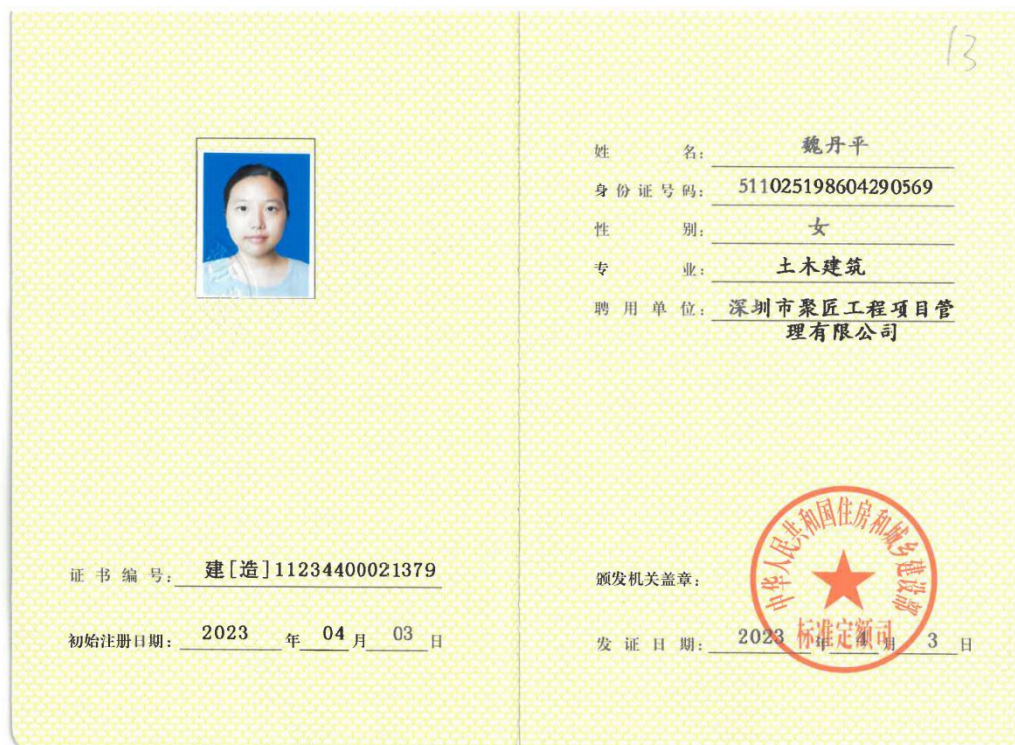 13
姓 名: 魏丹平
身份证号码: 511025198604290569
性 别: 女
专 业: 土木建筑
聘用单位: 深圳市聚匠工程项目管
理有限公司
证书编号: 建[造]11234400021379
初始注册日期: 2023 年 04 月 03 日
颁发机关盖章:
中华人民共和国住房和城乡建设部
标准定额司
发证日期: 2023 年 4 月 3 日